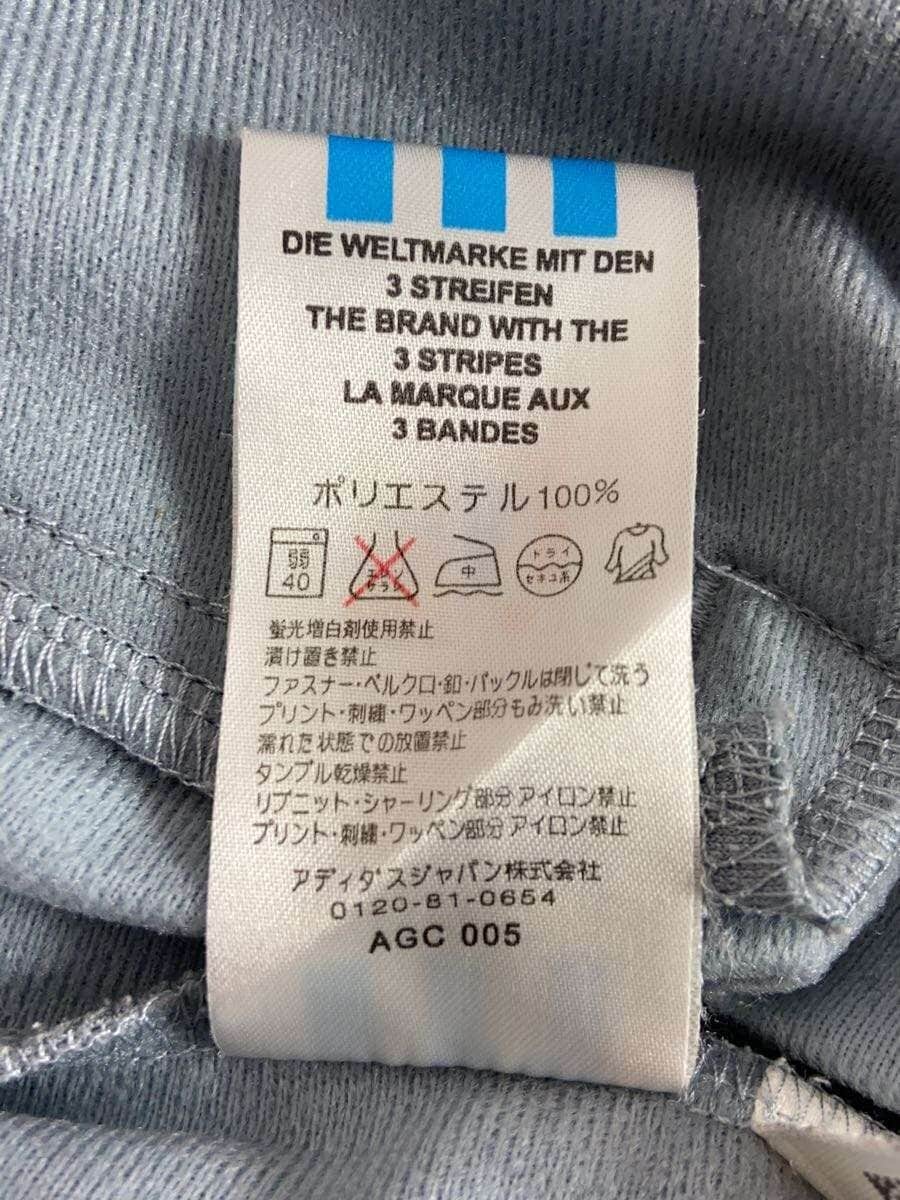 DIE WELTMARKE MIT DEN
3 STREIFEN
THE BRAND WITH THE
3 STRIPES
LA MARQUE AUX
3 BANDES
ポリエステル100%
弱
40
エンソ
サラシ
中
ドライ
セキユ系
蛍光増白剤使用禁止
漬け置き禁止
ファスナー・ベルクロ・釦・バックルは閉じて洗う
プリント・刺繍・ワッペン部分もみ洗い禁止
濡れた状態での放置禁止
タンブル乾燥禁止
リブニット・シャーリング部分アイロン禁止
プリント・刺繍・ワッペン部分アイロン禁止
アディダスジャパン株式会社
0120-81-0654
AGC 005